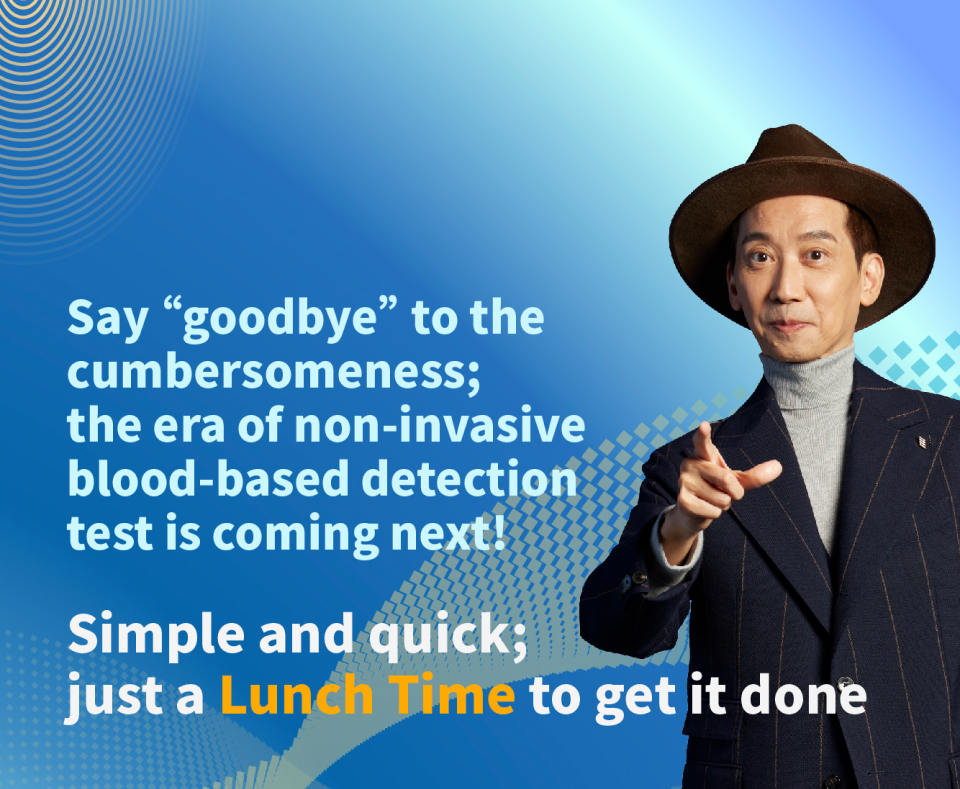 Say “goodbye” to the
cumbersomeness;
the era of non-invasive
blood-based detection
test is coming next!
Simple and quick;
just a Lunch Time to get it done